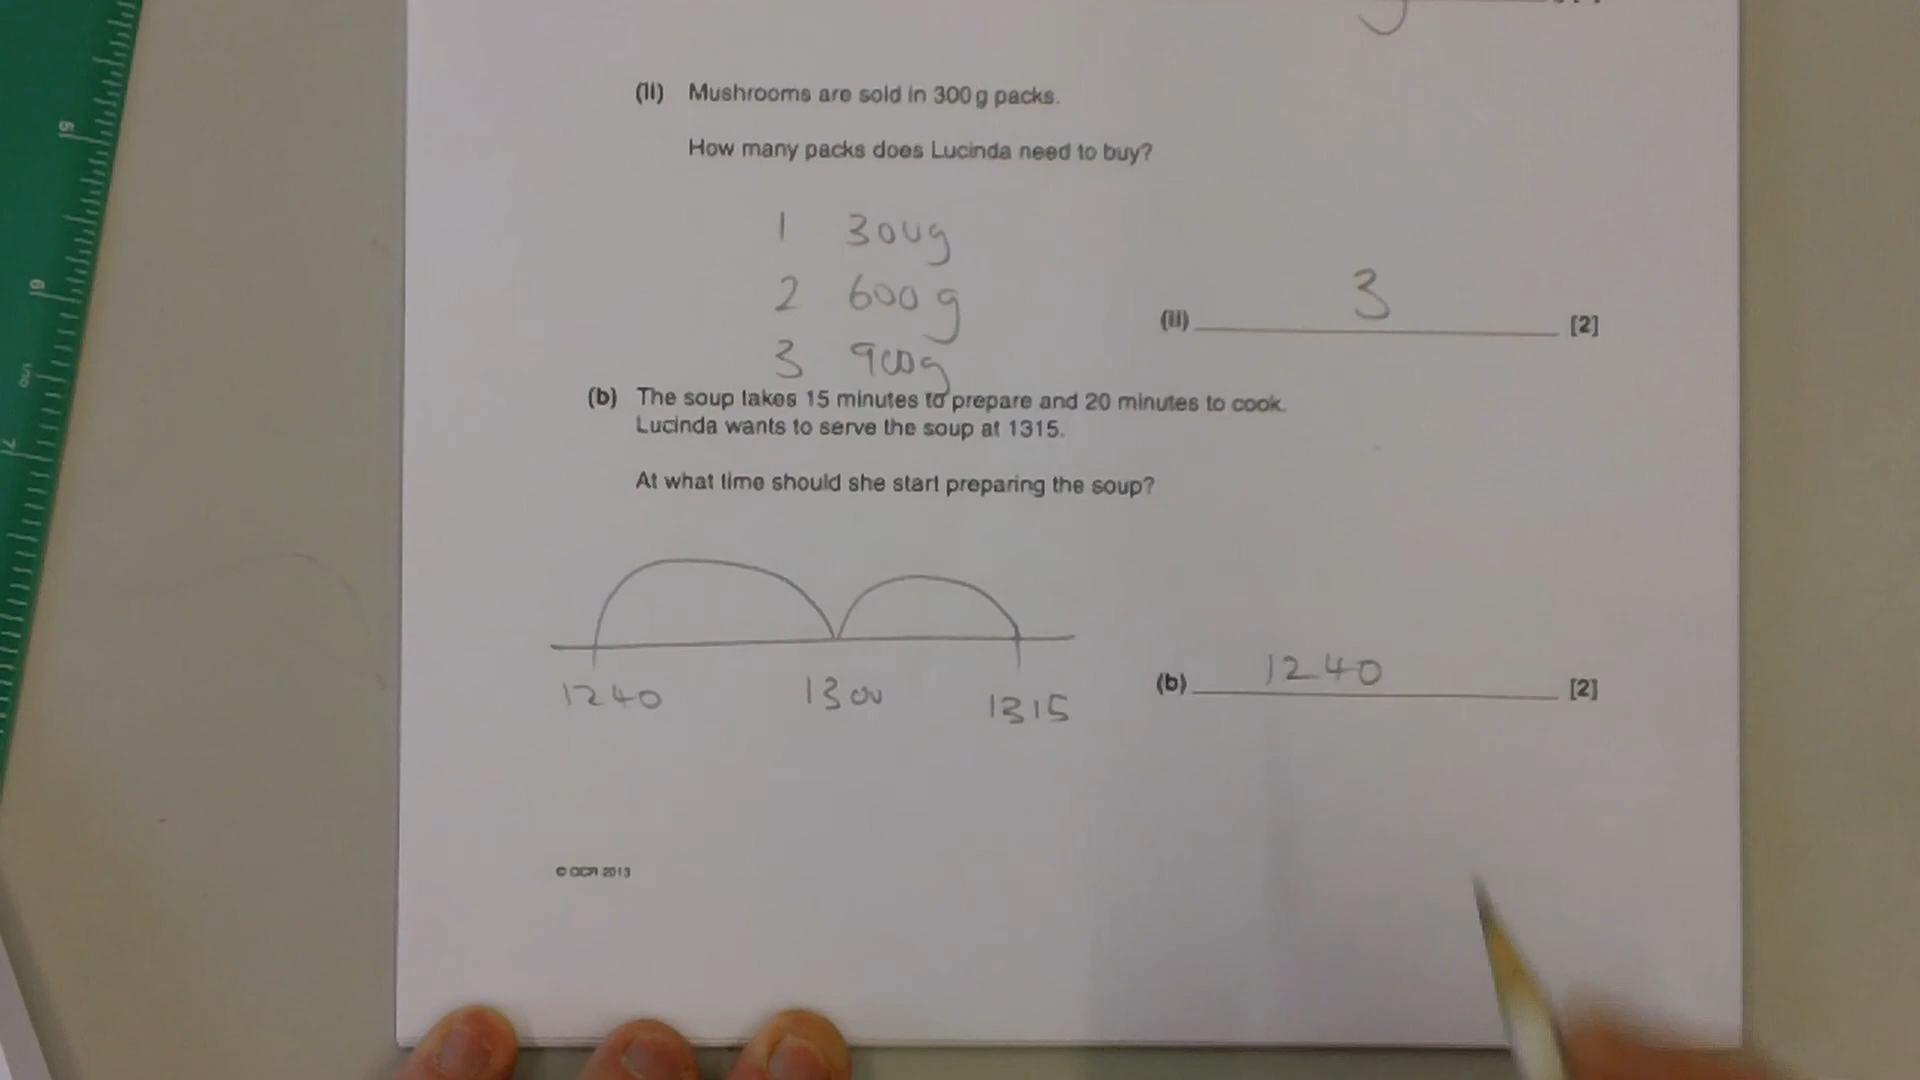 (ii) Mushrooms are sold in 300 g packs.
How many packs does Lucinda need to buy?
1 300g
2 600g
(ii) 3 [2]
3 900g
(b) The soup takes 15 minutes to prepare and 20 minutes to cook.
Lucinda wants to serve the soup at 1315.
At what time should she start preparing the soup?
1240 1300 1315
(b) 1240 [2]
© OCR 2013
5
6
7